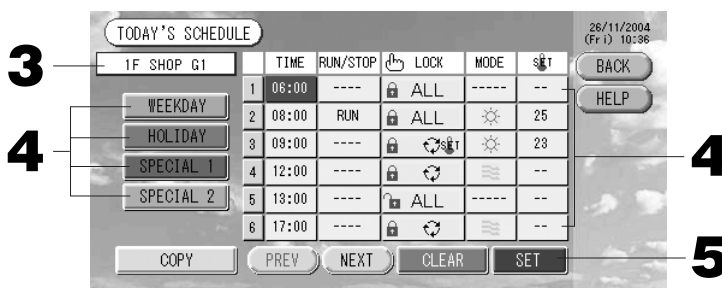 TODAY'S SCHEDULE
26/11/2004
(Fri) 10:36
3
1F SHOP G1
TIME RUN/STOP LOCK MODE SET
BACK
HELP
4
WEEKDAY
HOLIDAY
SPECIAL 1
SPECIAL 2
1 06:00 ---- ALL ----- --
2 08:00 RUN ALL 25
3 09:00 ---- SET 23
4 12:00 ---- --
5 13:00 ---- ALL ----- --
6 17:00 ---- --
4
COPY PREV NEXT CLEAR SET
5